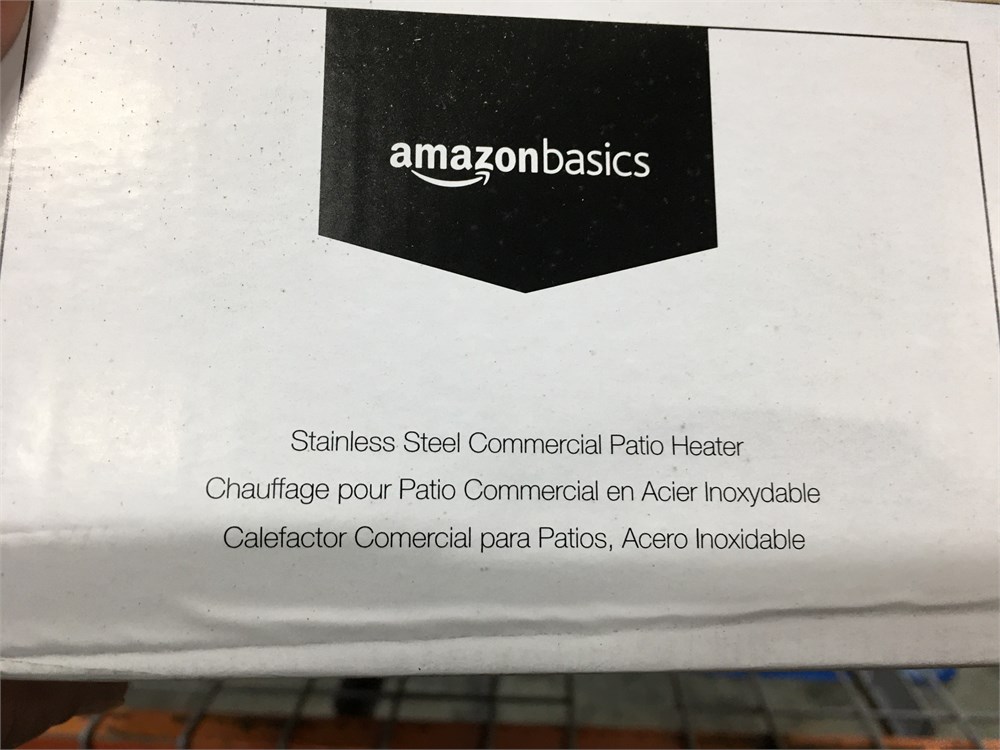 amazonbasics
Stainless Steel Commercial Patio Heater
Chauffage pour Patio Commercial en Acier Inoxydable
Calefactor Comercial para Patios, Acero Inoxidable